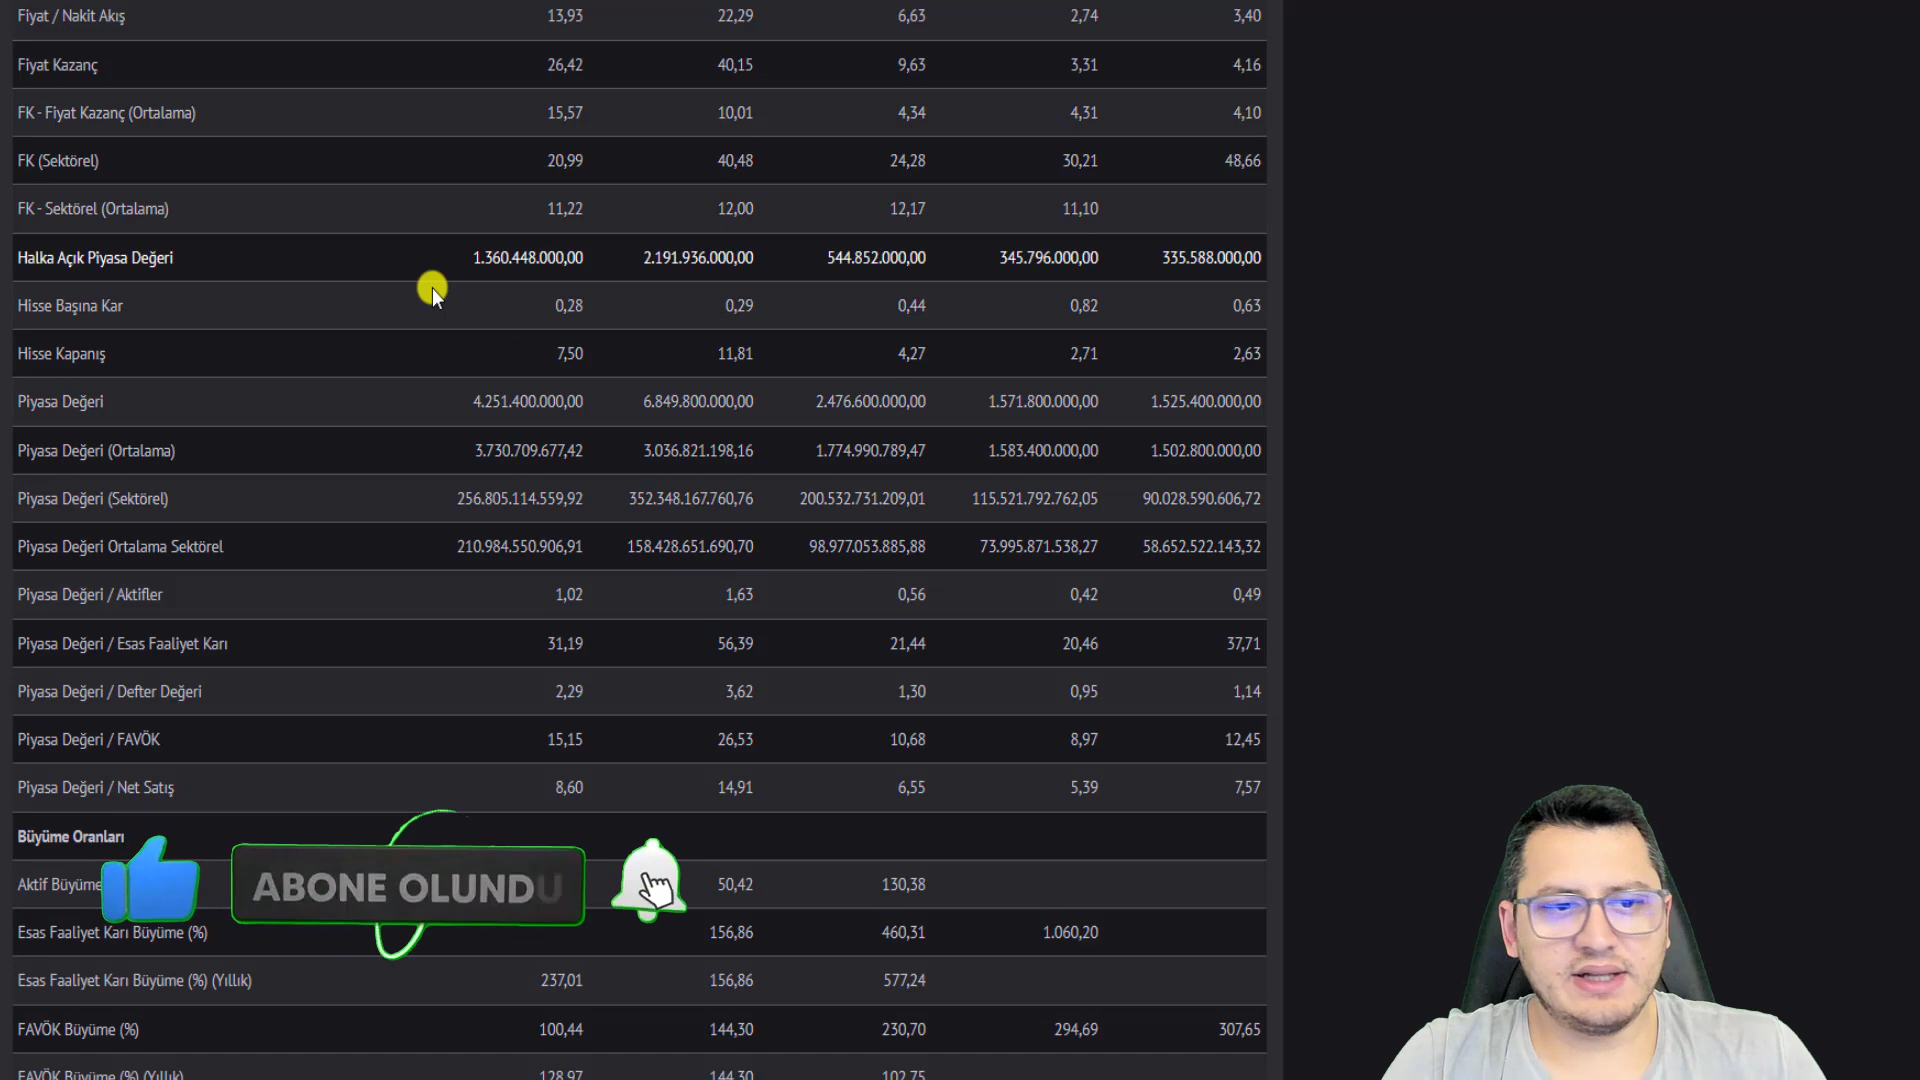 Fiyat / Nakit Akış 13,93 22,29 6,63 2,74 3,40
Fiyat Kazanç 26,42 40,15 9,63 3,31 4,16
FK - Fiyat Kazanç (Ortalama) 15,57 10,01 4,34 4,31 4,10
FK (Sektörel) 20,99 40,48 24,28 30,21 48,66
FK - Sektörel (Ortalama) 11,22 12,00 12,17 11,10
Halka Açık Piyasa Değeri 1.360.448.000,00 2.191.936.000,00 544.852.000,00 345.796.000,00 335.588.000,00
Hisse Başına Kar 0,28 0,29 0,44 0,82 0,63
Hisse Kapanış 7,50 11,81 4,27 2,71 2,63
Piyasa Değeri 4.251.400.000,00 6.849.800.000,00 2.476.600.000,00 1.571.800.000,00 1.525.400.000,00
Piyasa Değeri (Ortalama) 3.730.709.677,42 3.036.821.198,16 1.774.990.789,47 1.583.400.000,00 1.502.800.000,00
Piyasa Değeri (Sektörel) 256.805.114.559,92 352.348.167.760,76 200.532.731.209,01 115.521.792.762,05 90.028.590.606,72
Piyasa Değeri Ortalama Sektörel 210.984.550.906,91 158.428.651.690,70 98.977.053.885,88 73.995.871.538,27 58.652.522.143,32
Piyasa Değeri / Aktifler 1,02 1,63 0,56 0,42 0,49
Piyasa Değeri / Esas Faaliyet Karı 31,19 56,39 21,44 20,46 37,71
Piyasa Değeri / Defter Değeri 2,29 3,62 1,30 0,95 1,14
Piyasa Değeri / FAVÖK 15,15 26,53 10,68 8,97 12,45
Piyasa Değeri / Net Satış 8,60 14,91 6,55 5,39 7,57
Büyüme Oranları
Aktif Büyüme 50,42 130,38
ABONE OLUNDU
Esas Faaliyet Karı Büyüme (%) 156,86 460,31 1.060,20
Esas Faaliyet Karı Büyüme (%) (Yıllık) 237,01 156,86 577,24
FAVÖK Büyüme (%) 100,44 144,30 230,70 294,69 307,65
FAVÖK Büyüme (%) (Yıllık) 128,97 144,30 102,75